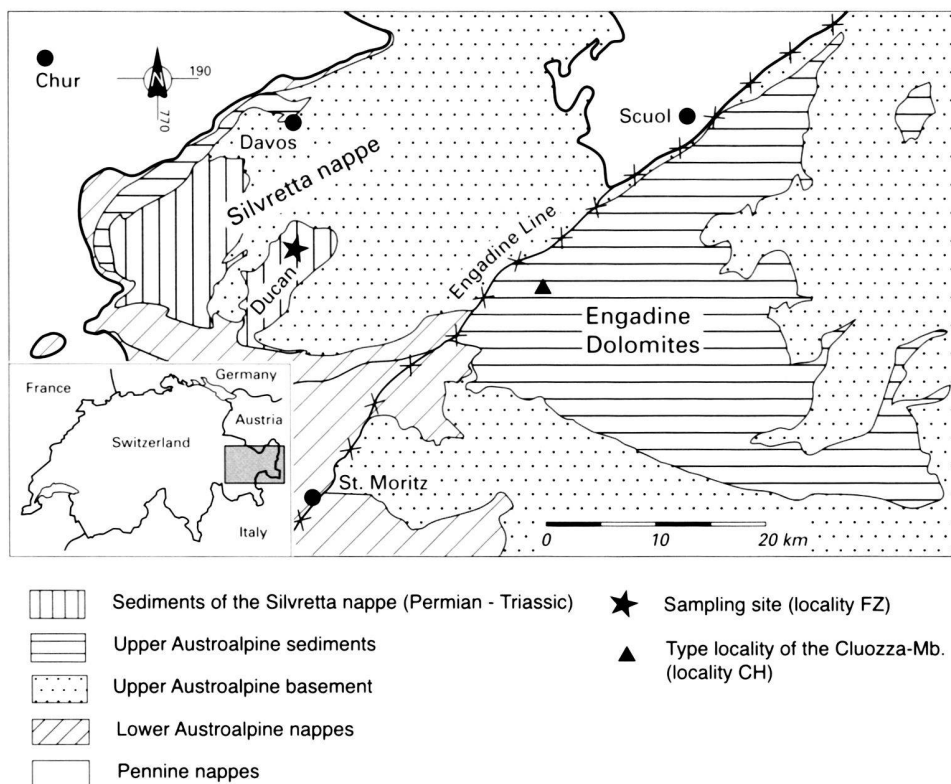 Chur
N
190
770
Davos
Silvretta nappe
Ducan
Scuol
Engadine Line
Engadine
Dolomites
France
Germany
Austria
Switzerland
Italy
St. Moritz
0 10 20 km
Sediments of the Silvretta nappe (Permian - Triassic)
Upper Austroalpine sediments
Upper Austroalpine basement
Lower Austroalpine nappes
Pennine nappes
Sampling site (locality FZ)
Type locality of the Cluozza-Mb.
(locality CH)